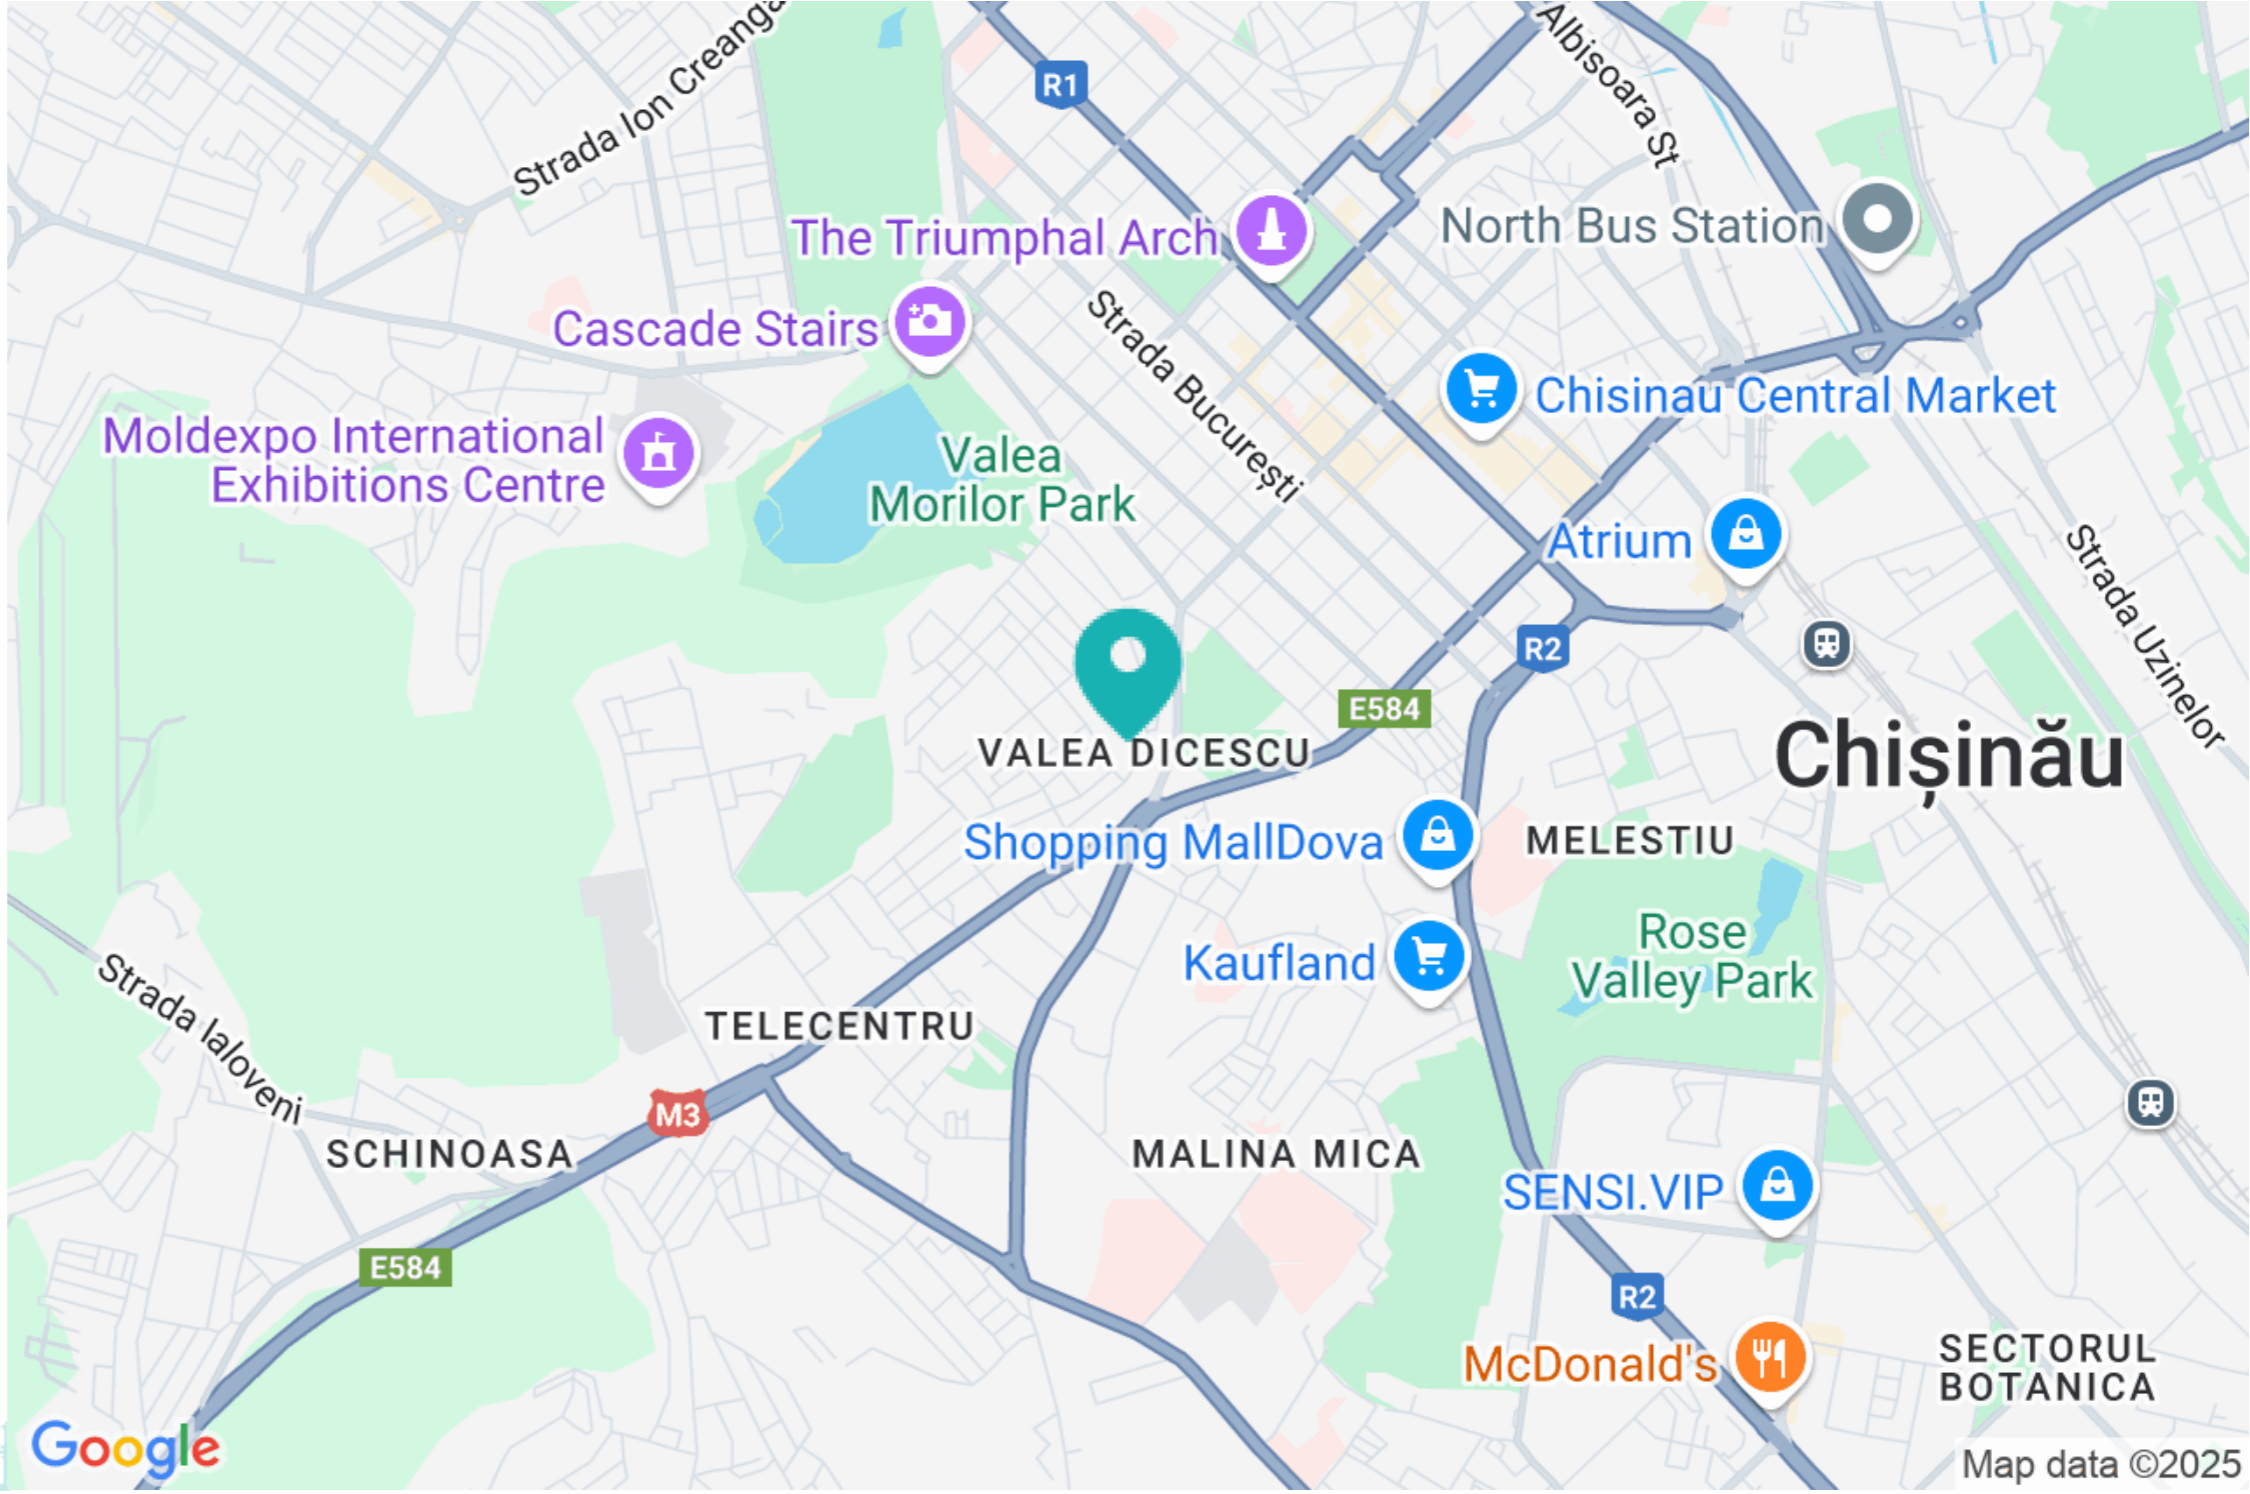 Strada Ion Creanga
R1
Albisoara St
The Triumphal Arch
North Bus Station
Cascade Stairs
Strada București
Chisinau Central Market
Moldexpo International
Exhibitions Centre
Valea
Morilor Park
Atrium
Strada Uzinelor
R2
E584
VALEA DICESCU
Chișinău
Shopping MallDova
MELESTIU
Rose
Valley Park
Kaufland
Strada Ialoveni
TELECENTRU
M3
SCHINOASA
MALINA MICA
SENSI.VIP
E584
R2
McDonald's
SECTORUL
BOTANICA
Google
Map data ©2025